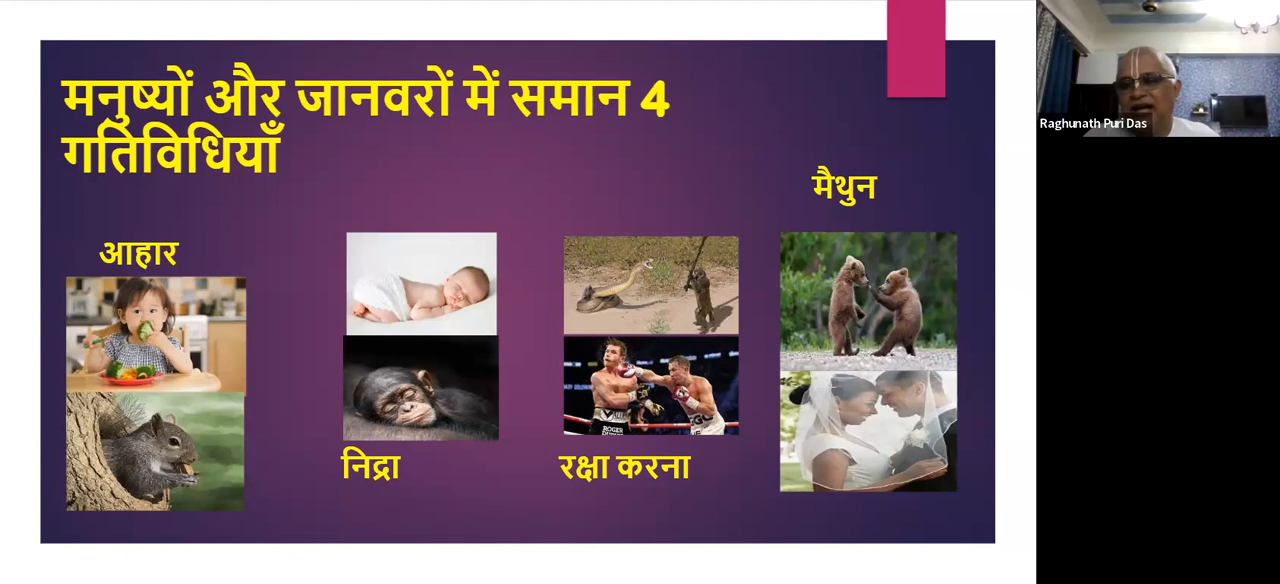 मनुष्यों और जानवरों में समान 4
गतिविधियाँ
मैथुन
आहार
निद्रा
रक्षा करना
Raghunath Puri Das